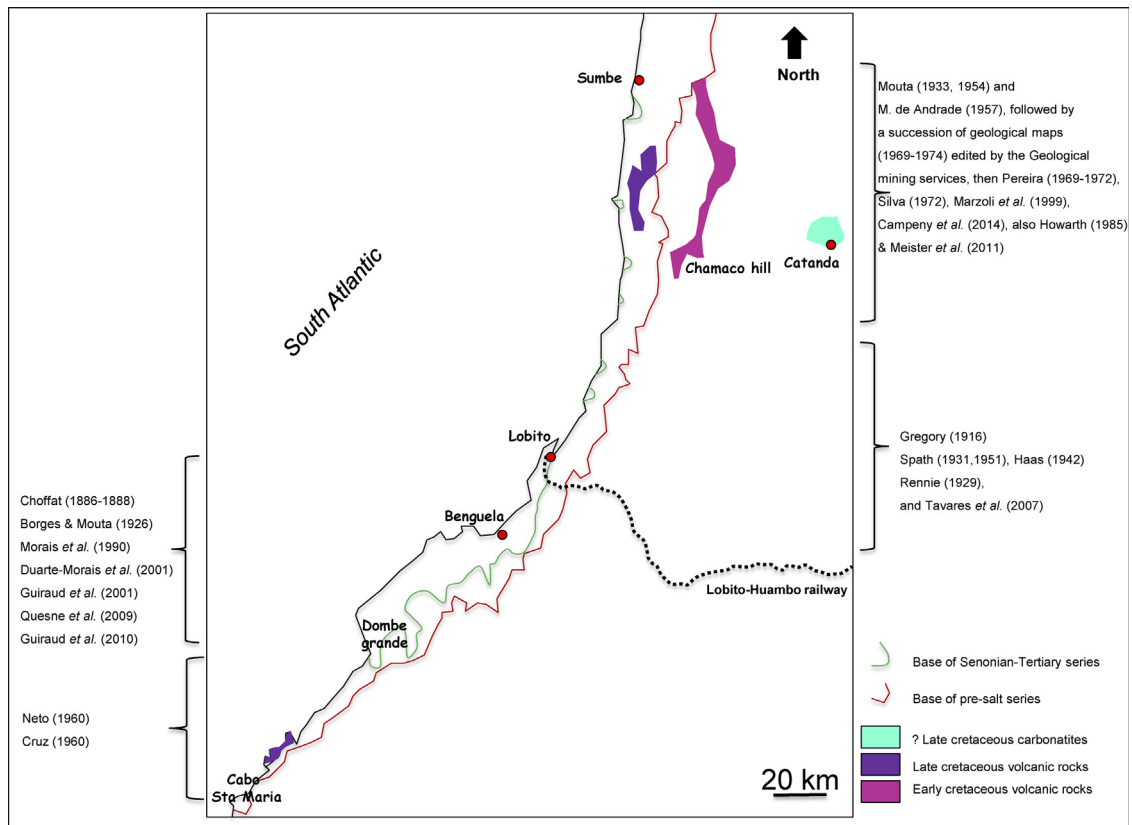 Sumbe
North
Mouta (1933, 1954) and
M. de Andrade (1957), followed by
a succession of geological maps
(1969-1974) edited by the Geological
mining services, then Pereira (1969-1972),
Silva (1972), Marzoli et al. (1999),
Campeny et al. (2014), also Howarth (1985)
& Meister et al. (2011)
Chamaco hill
Catanda
South Atlantic
Lobito
Gregory (1916)
Spath (1931,1951), Haas (1942)
Rennie (1929),
and Tavares et al. (2007)
Choffat (1886-1888)
Borges & Mouta (1926)
Morais et al. (1990)
Duarte-Morais et al. (2001)
Guiraud et al. (2001)
Quesne et al. (2009)
Guiraud et al. (2010)
Benguela
Lobito-Huambo railway
Dombe
grande
Neto (1960)
Cruz (1960)
Cabo
Sta Maria
Base of Senonian-Tertiary series
Base of pre-salt series
? Late cretaceous carbonatites
Late cretaceous volcanic rocks
Early cretaceous volcanic rocks
20 km